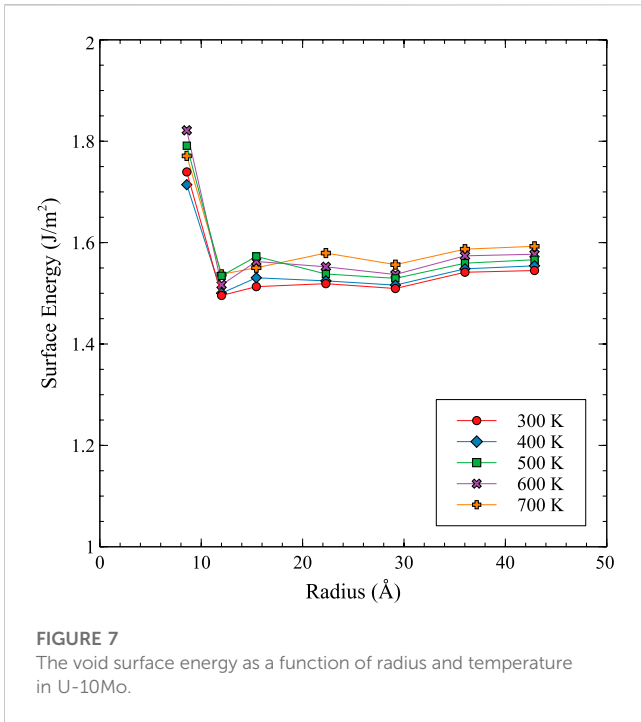 2
1.8
1.6
1.4
1.2
1
Surface Energy (J/m²)
0 10 20 30 40 50
Radius (Å)
300 K
400 K
500 K
600 K
700 K
FIGURE 7
The void surface energy as a function of radius and temperature
in U-10Mo.